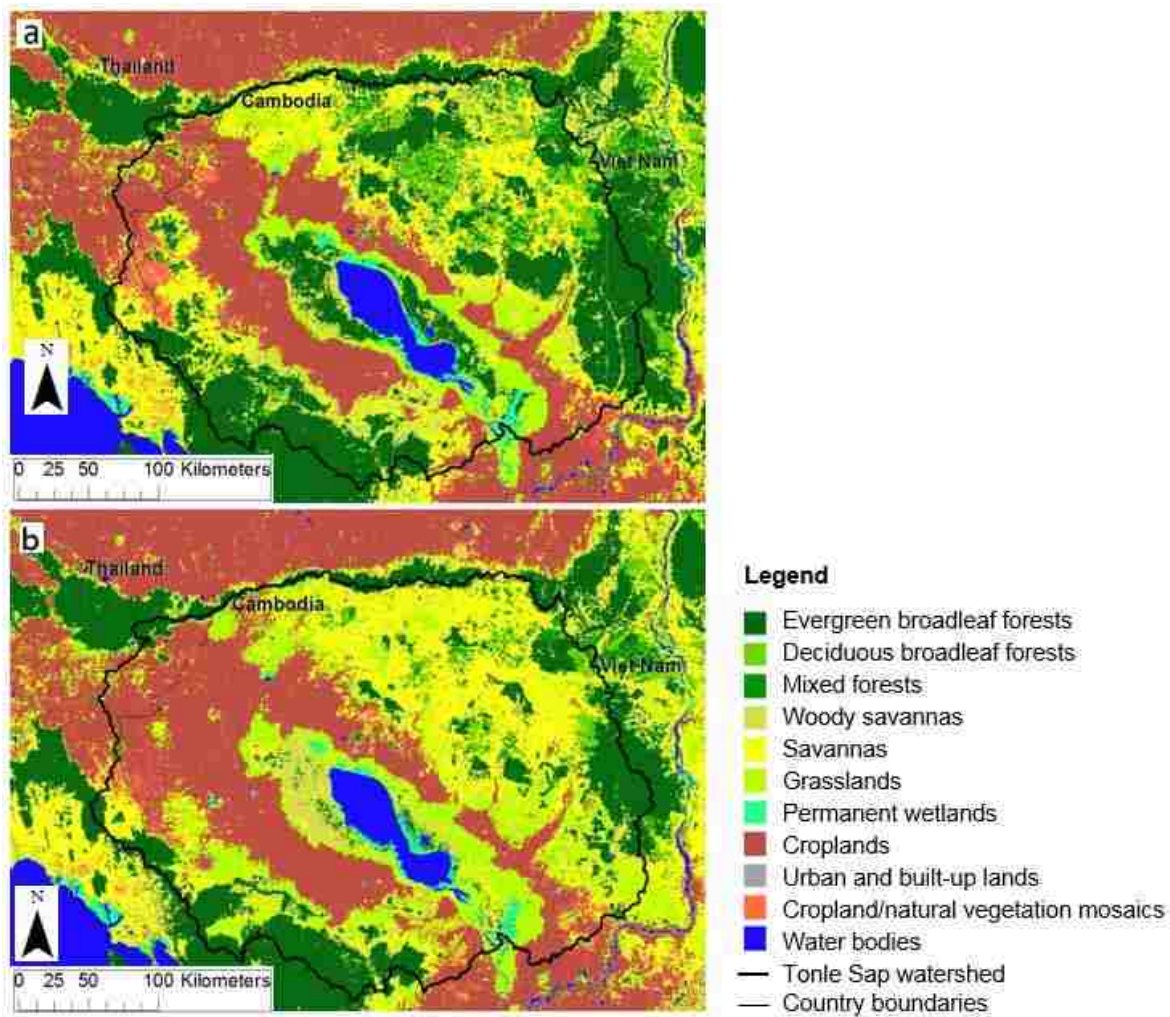 a
Thailand
Cambodia
Viet Nam
N
0 25 50 100 Kilometers
b
Thailand
Cambodia
Viet Nam
N
0 25 50 100 Kilometers
Legend
Evergreen broadleaf forests
Deciduous broadleaf forests
Mixed forests
Woody savannas
Savannas
Grasslands
Permanent wetlands
Croplands
Urban and built-up lands
Cropland/natural vegetation mosaics
Water bodies
Tonle Sap watershed
Country boundaries